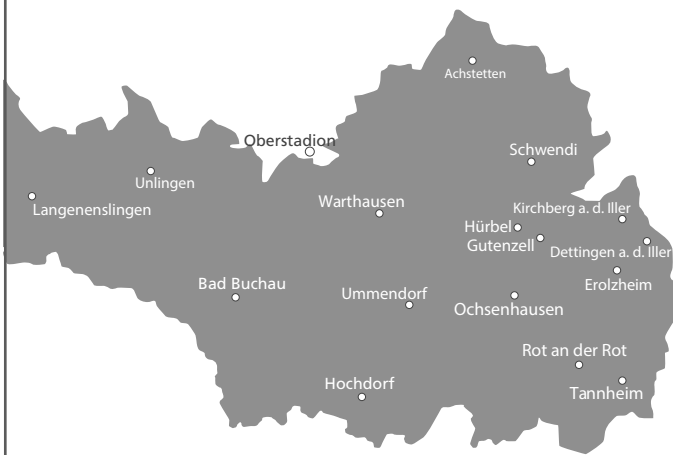 Achstetten
Oberstadion
Schwendi
Unlingen
Langenenslingen
Warthausen
Kirchberg a. d. Iller
Hürbel
Gutenzell
Dettingen a. d. Iller
Bad Buchau
Ummendorf
Erolzheim
Ochsenhausen
Rot an der Rot
Hochdorf
Tannheim